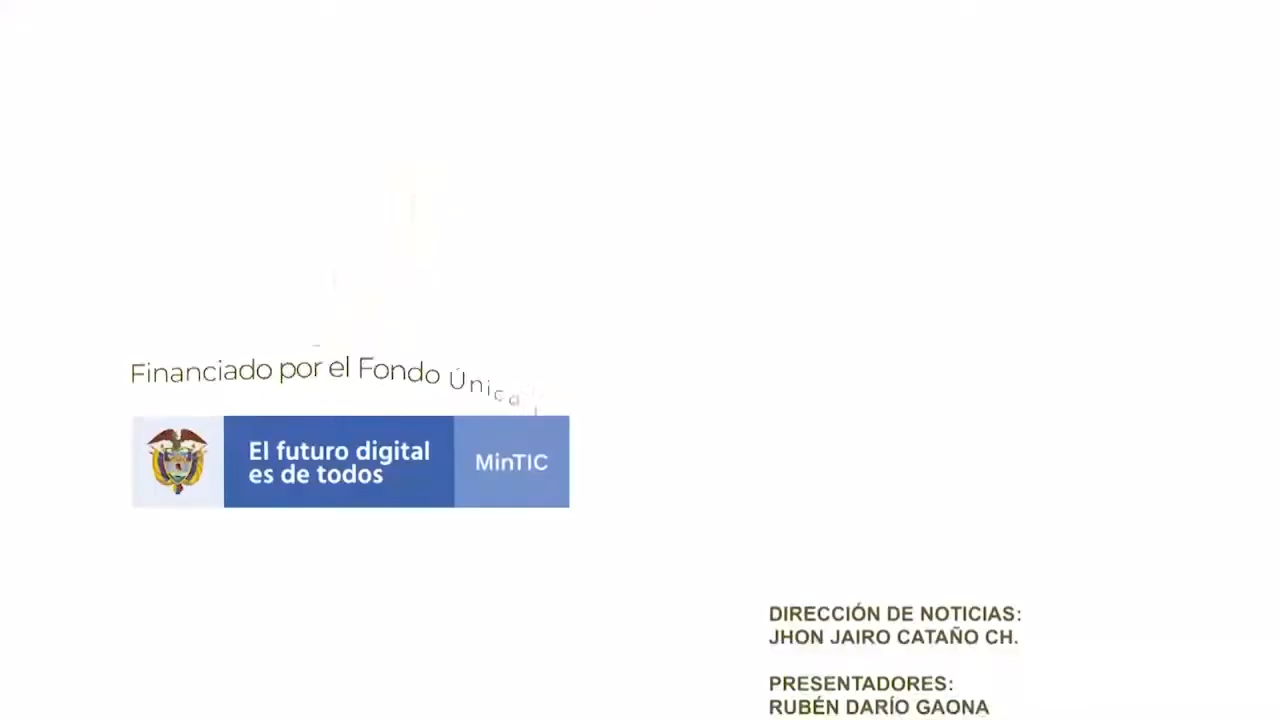 Financiado por el Fondo
El futuro digital
es de todos
MinTIC
DIRECCIÓN DE NOTICIAS:
JHON JAIRO CATAÑO CH.
PRESENTADORES:
RUBÉN DARÍO GAONA